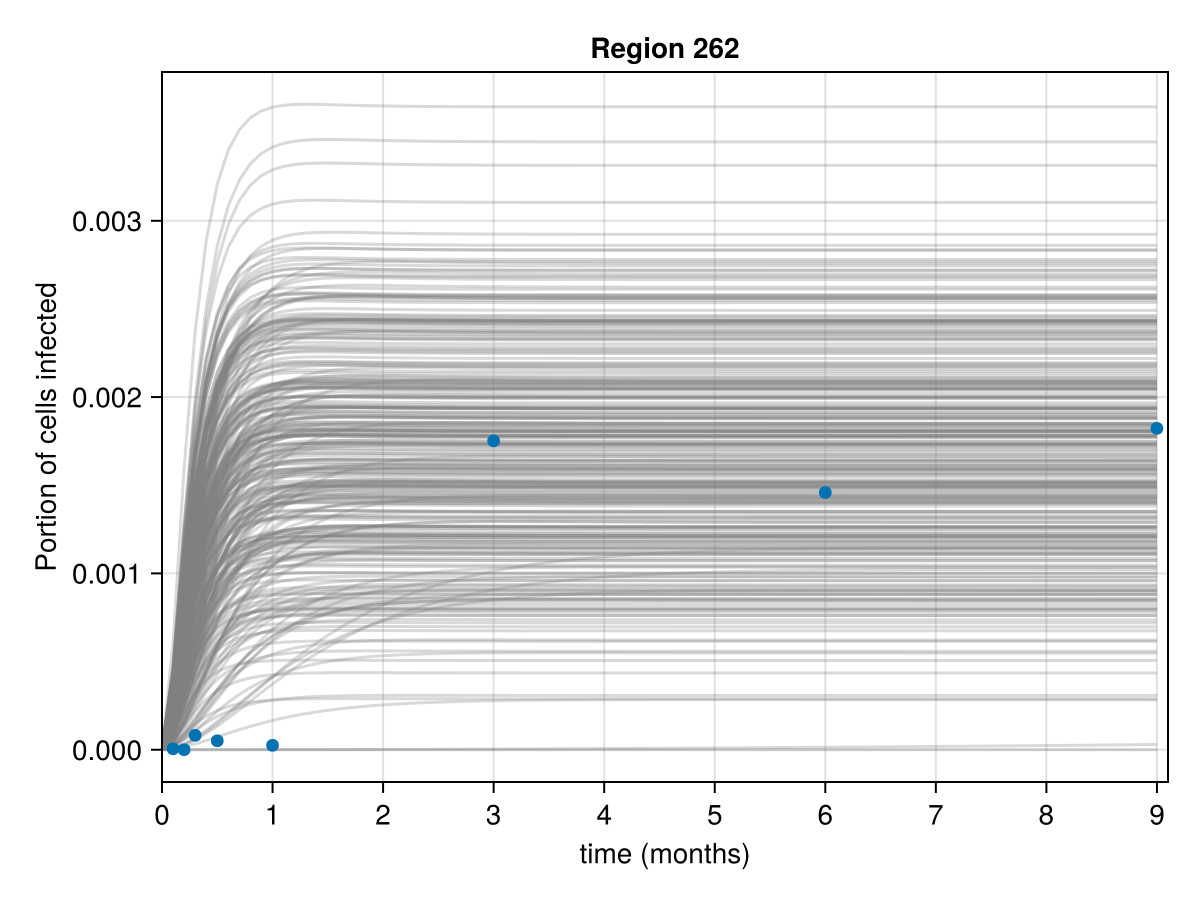 Region 262
Portion of cells infected
0.003
0.002
0.001
0.000
0 1 2 3 4 5 6 7 8 9
time (months)